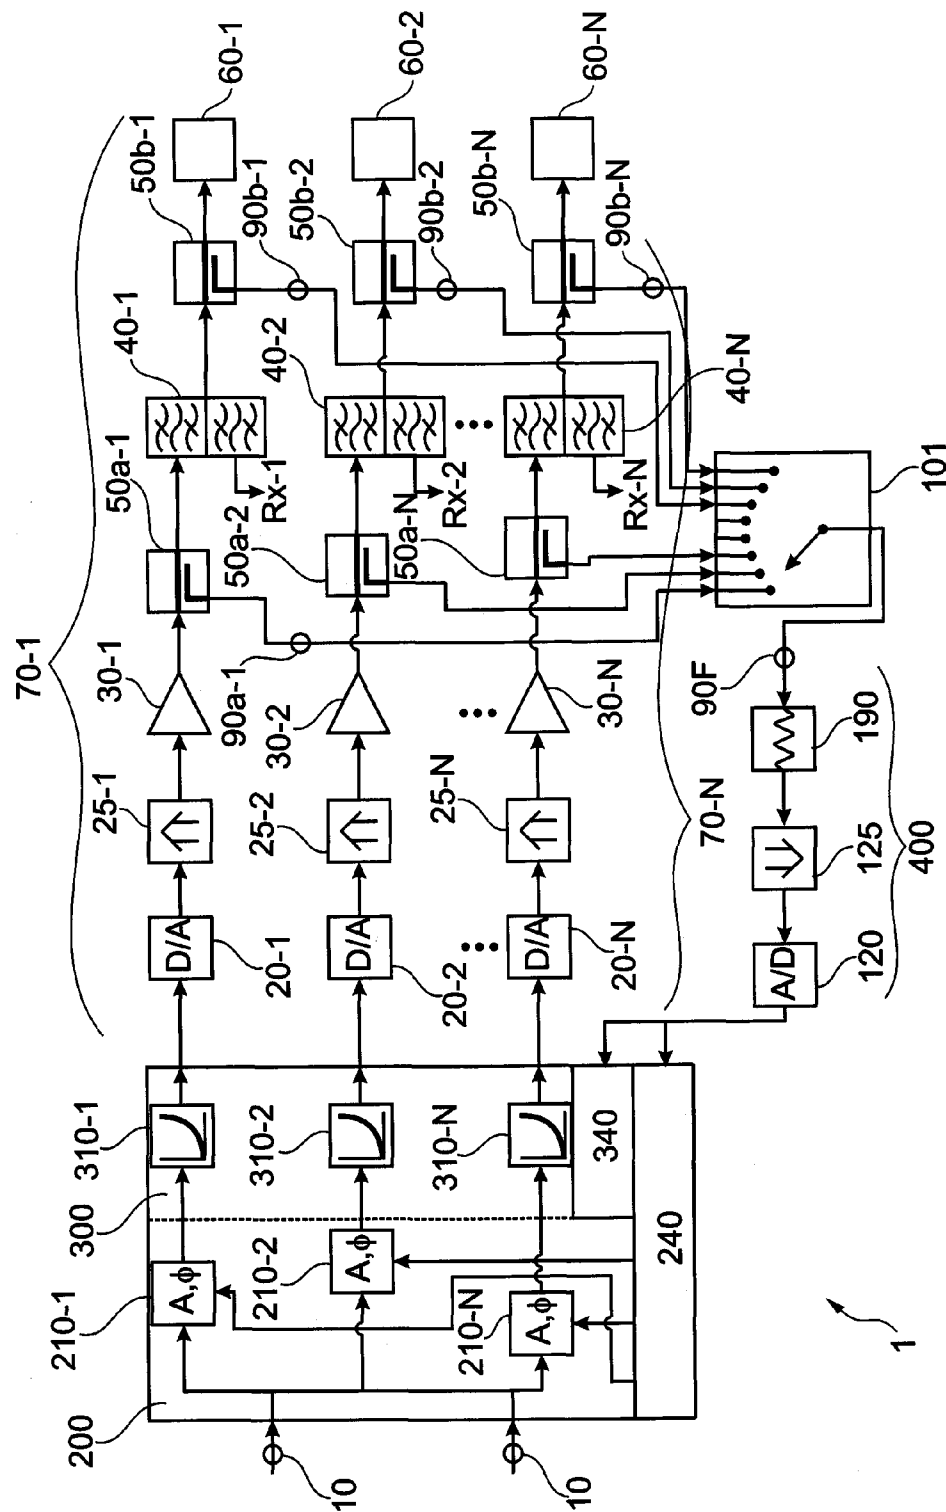 70-1
60-1
50b-1
90b-1
40-1
50a-1
Rx-1
30-1
90a-1
25-1
D/A
20-1
310-1
300
A,ϕ
210-1
200
10
60-2
50b-2
90b-2
40-2
50a-2
Rx-2
30-2
25-2
D/A
20-2
310-2
A,ϕ
210-2
60-N
50b-N
90b-N
40-N
50a-N
Rx-N
30-N
25-N
D/A
20-N
310-N
A,ϕ
210-N
10
70-N
340
240
101
90F
190
125
A/D
120
400
1